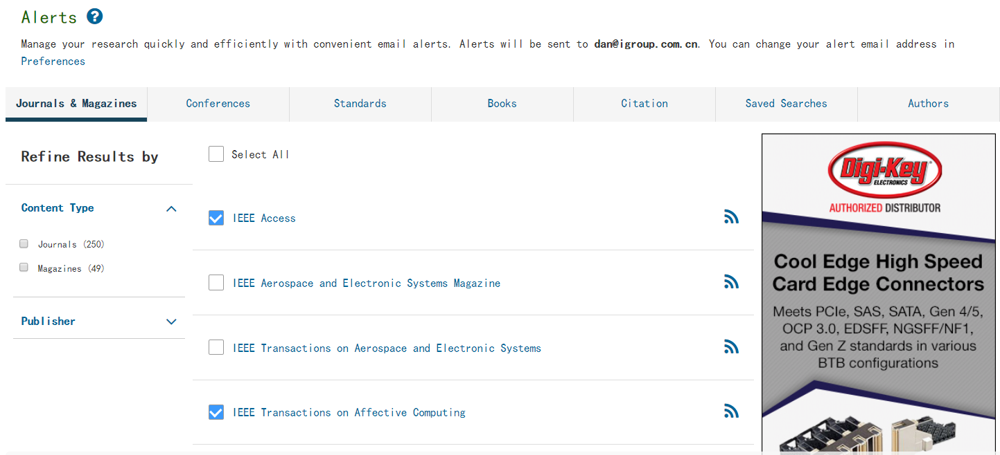 Alerts ?
Manage your research quickly and efficiently with convenient email alerts. Alerts will be sent to dan@igroup.com.cn. You can change your alert email address in
Preferences
Journals & Magazines
Conferences
Standards
Books
Citation
Saved Searches
Authors
Refine Results by
Content Type
Journals (250)
Magazines (49)
Publisher
Select All
IEEE Access
IEEE Aerospace and Electronic Systems Magazine
IEEE Transactions on Aerospace and Electronic Systems
IEEE Transactions on Affective Computing
Digi-Key
ELECTRONICS
AUTHORIZED DISTRIBUTOR
Cool Edge High Speed
Card Edge Connectors
Meets PCIe, SAS, SATA, Gen 4/5,
OCP 3.0, EDSFF, NGSFF/NF1,
and Gen Z standards in various
BTB configurations